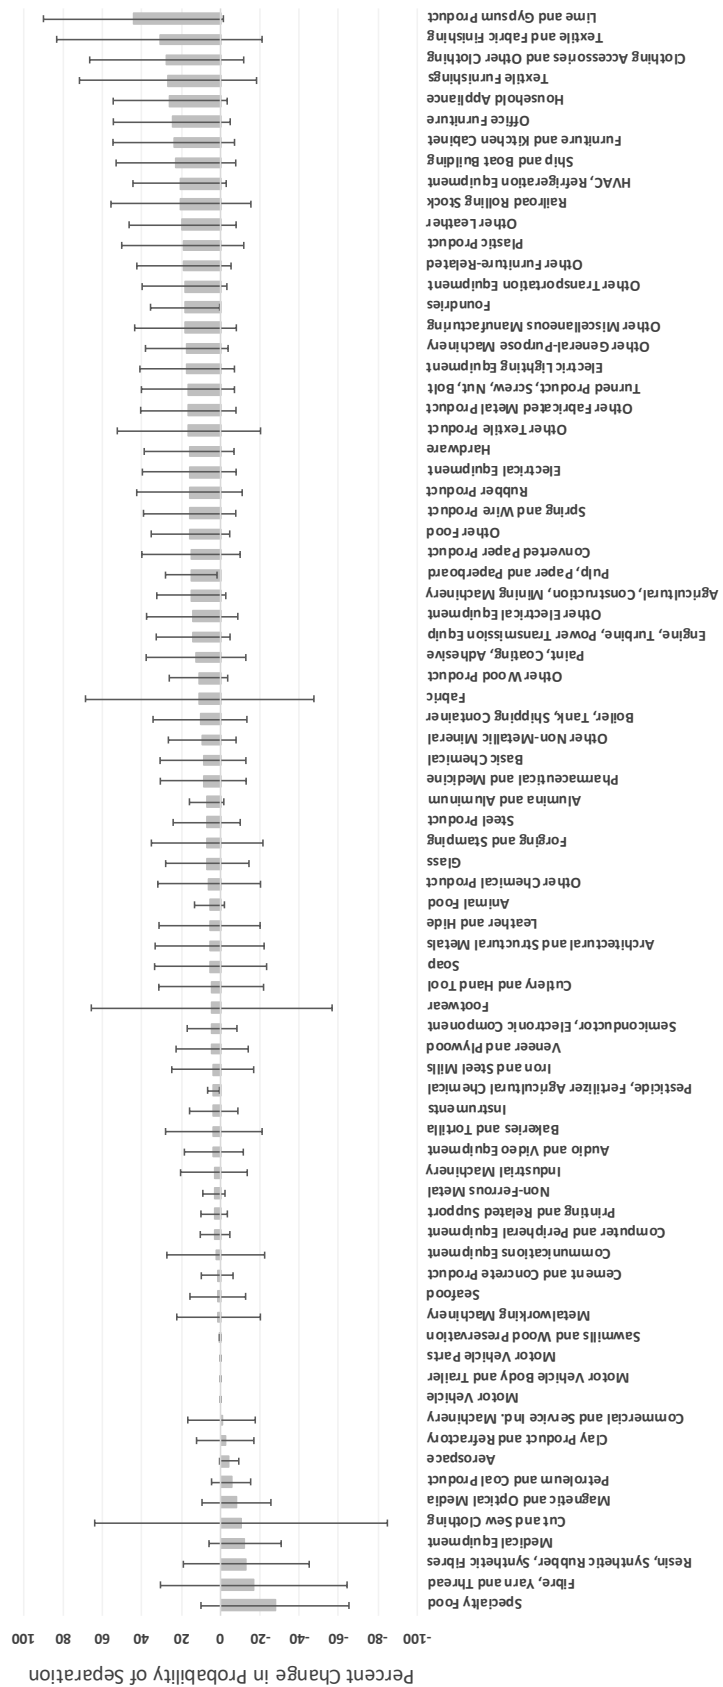 Percent Change in Probability of Separation
-100 -80 -60 -40 -20 0 20 40 60 80 100
Specialty Food
Fibre, Yarn and Thread
Resin, Synthetic Rubber, Synthetic Fibres
Medical Equipment
Cut and Sew Clothing
Magnetic and Optical Media
Petroleum and Coal Product
Aerospace
Clay Product and Refractory
Commercial and Service Ind. Machinery
Motor Vehicle
Motor Vehicle Body and Trailer
Motor Vehicle Parts
Sawmills and Wood Preservation
Metalworking Machinery
Seafood
Cement and Concrete Product
Communications Equipment
Computer and Peripheral Equipment
Printing and Related Support
Non-Ferrous Metal
Industrial Machinery
Audio and Video Equipment
Bakeries and Tortilla
Instruments
Pesticide, Fertilizer Agricultural Chemical
Iron and Steel Mills
Veneer and Plywood
Semiconductor, Electronic Component
Footwear
Cutlery and Hand Tool
Soap
Architectural and Structural Metals
Leather and Hide
Animal Food
Other Chemical Product
Glass
Forging and Stamping
Steel Product
Alumina and Aluminum
Pharmaceutical and Medicine
Basic Chemical
Other Non-Metallic Mineral
Boiler, Tank, Shipping Container
Fabric
Other Wood Product
Paint, Coating, Adhesive
Engine, Turbine, Power Transmission Equip
Other Electrical Equipment
Agricultural, Construction, Mining Machinery
Pulp, Paper and Paperboard
Converted Paper Product
Other Food
Spring and Wire Product
Rubber Product
Electrical Equipment
Hardware
Other Textile Product
Other Fabricated Metal Product
Turned Product, Screw, Nut, Bolt
Electric Lighting Equipment
Other General-Purpose Machinery
Other Miscellaneous Manufacturing
Foundries
Other Transportation Equipment
Other Furniture-Related
Plastic Product
Other Leather
Railroad Rolling Stock
HVAC, Refrigeration Equipment
Ship and Boat Building
Furniture and Kitchen Cabinet
Office Furniture
Household Appliance
Textile Furnishings
Clothing Accessories and Other Clothing
Textile and Fabric Finishing
Lime and Gypsum Product